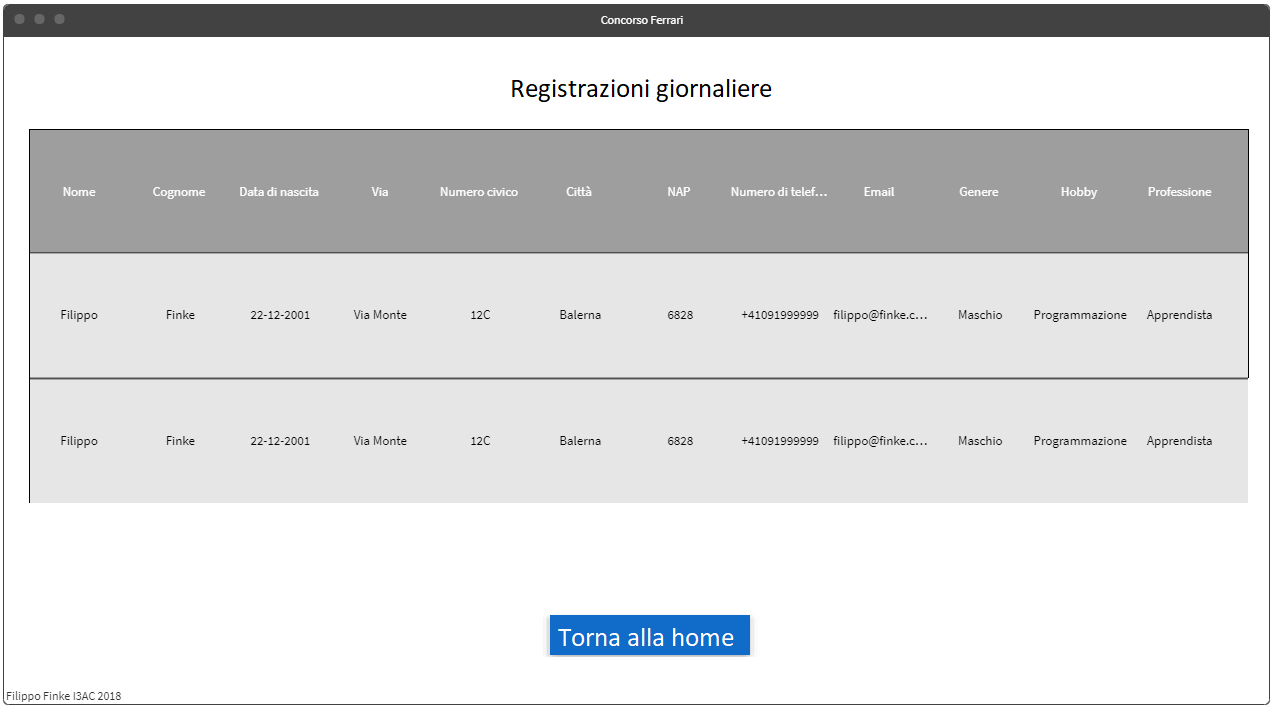 Concorso Ferrari
Registrazioni giornaliere
Nome Cognome Data di nascita Via Numero civico Città NAP Numero di telef... Email Genere Hobby Professione
Filippo Finke 22-12-2001 Via Monte 12C Balerna 6828 +41091999999 filippo@finke.c... Maschio Programmazione Apprendista
Filippo Finke 22-12-2001 Via Monte 12C Balerna 6828 +41091999999 filippo@finke.c... Maschio Programmazione Apprendista
Torna alla home
Filippo Finke I3AC 2018